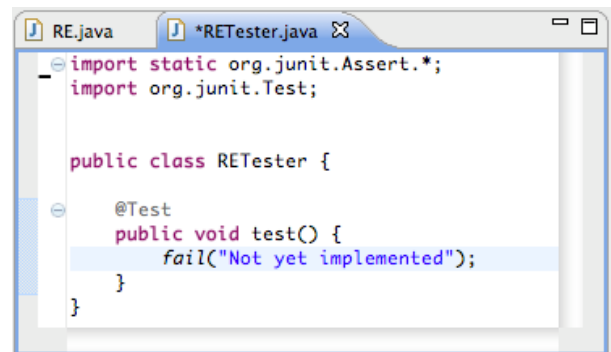 RE.java
*RETester.java
import static org.junit.Assert.*;
import org.junit.Test;
public class RETester {
@Test
public void test() {
fail("Not yet implemented");
}
}